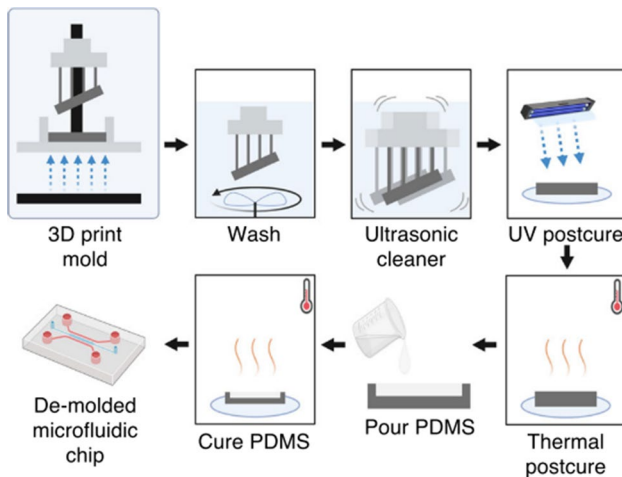 3D print
mold
Wash
Ultrasonic
cleaner
UV postcure
De-molded
microfluidic
chip
Cure PDMS
Pour PDMS
Thermal
postcure